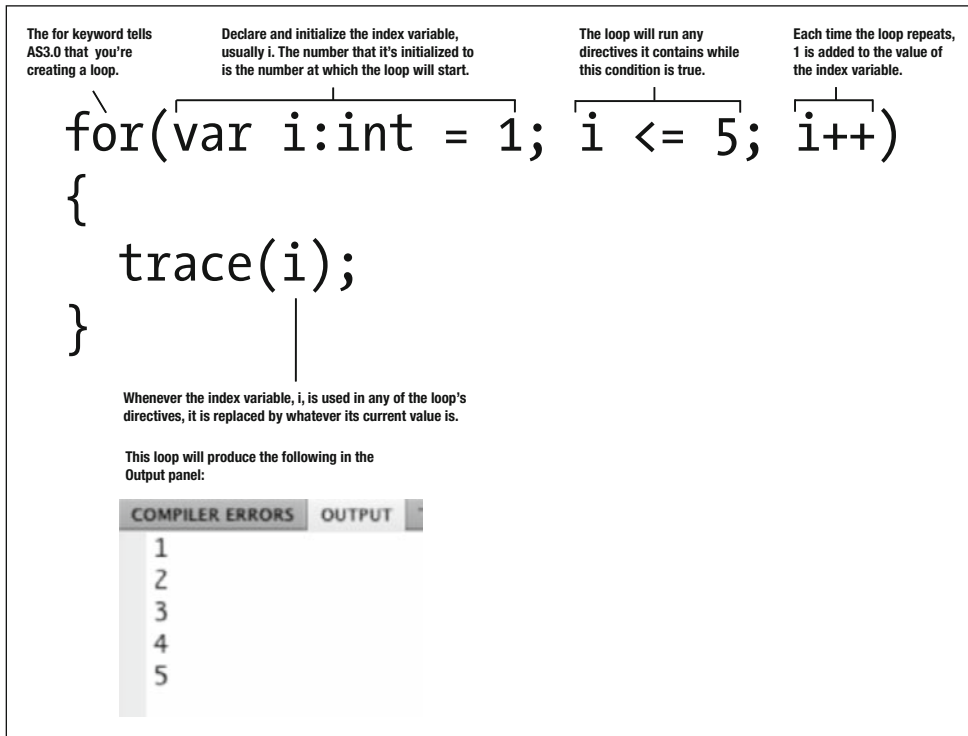 The for keyword tells
AS3.0 that you're
creating a loop.
Declare and initialize the index variable,
usually i. The number that it's initialized to
is the number at which the loop will start.
The loop will run any
directives it contains while
this condition is true.
Each time the loop repeats,
1 is added to the value of
the index variable.
for(var i:int = 1; i <= 5; i++)
{
trace(i);
}
Whenever the index variable, i, is used in any of the loop's
directives, it is replaced by whatever its current value is.
This loop will produce the following in the
Output panel:
COMPILER ERRORS OUTPUT
1
2
3
4
5